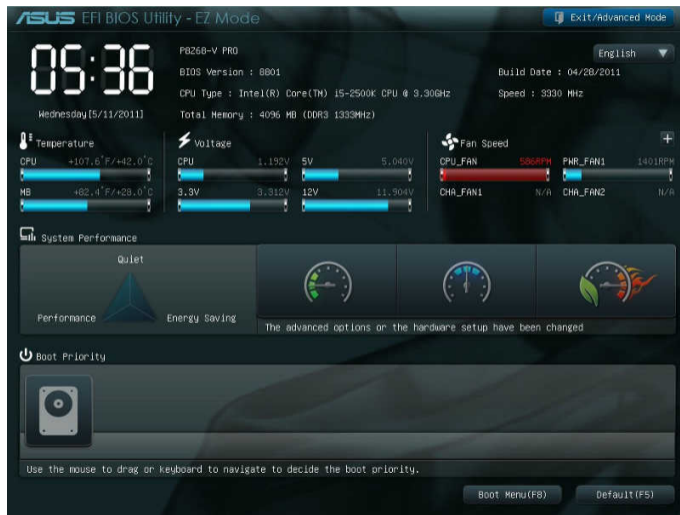 ASUS EFI BIOS Utility - EZ Mode
Exit/Advanced Mode
05:36
Wednesday[5/11/2011]
P8Z68-V PRO
BIOS Version : 8801
CPU Type : Intel(R) Core(TM) i5-2500K CPU @ 3.30GHz
Total Memory : 4096 MB (DDR3 1333MHz)
English
Build Date : 04/28/2011
Speed : 3330 MHz
Temperature
CPU +107.6°F/+42.0°C
MB +82.4°F/+28.0°C
Voltage
CPU 1.192V 5V 5.040V
3.3V 3.312V 12V 11.904V
Fan Speed
CPU_FAN 586RPM PWR_FAN1 1401RPM
CHA_FAN1 N/A CHA_FAN2 N/A
System Performance
Quiet
Performance Energy Saving
The advanced options or the hardware setup have been changed
Boot Priority
Use the mouse to drag or keyboard to navigate to decide the boot priority.
Boot Menu(F8) Default(F5)